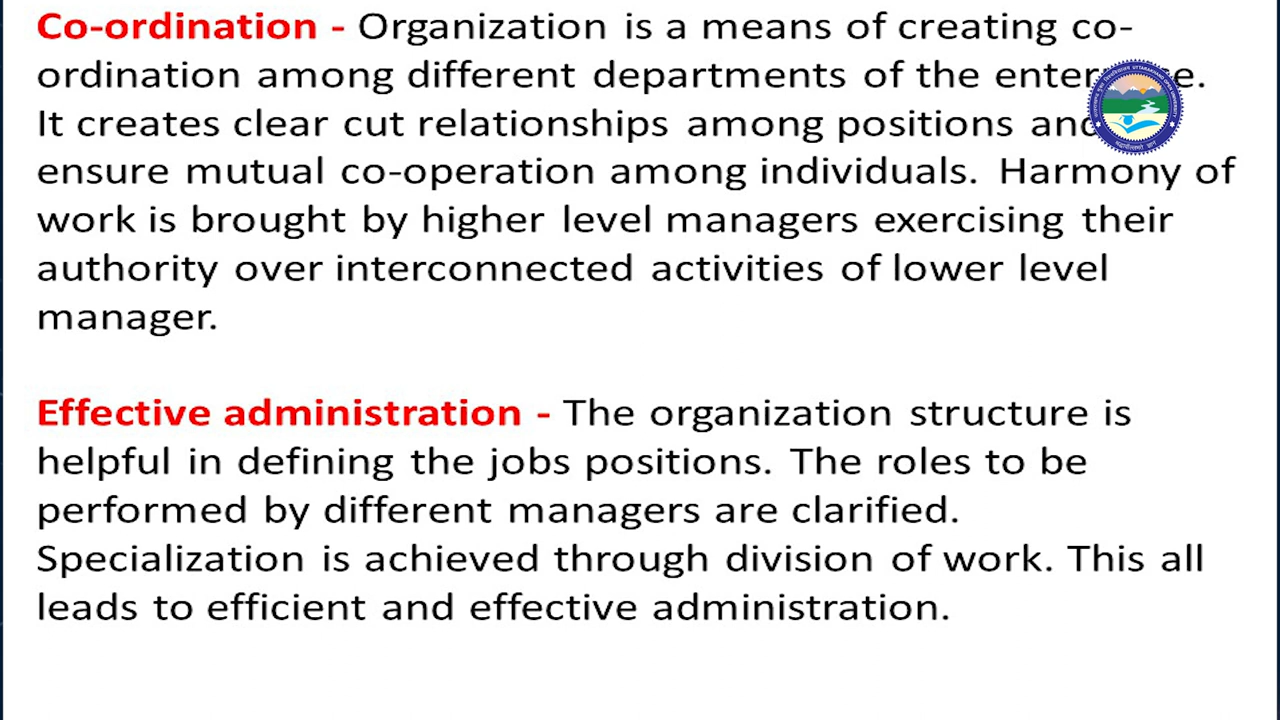 Co-ordination - Organization is a means of creating co-
ordination among different departments of the
It creates clear cut relationships among positions and
ensure mutual co-operation among individuals. Harmony of
work is brought by higher level managers exercising their
authority over interconnected activities of lower level
manager.
Effective administration - The organization structure is
helpful in defining the jobs positions. The roles to be
performed by different managers are clarified.
Specialization is achieved through division of work. This all
leads to efficient and effective administration.